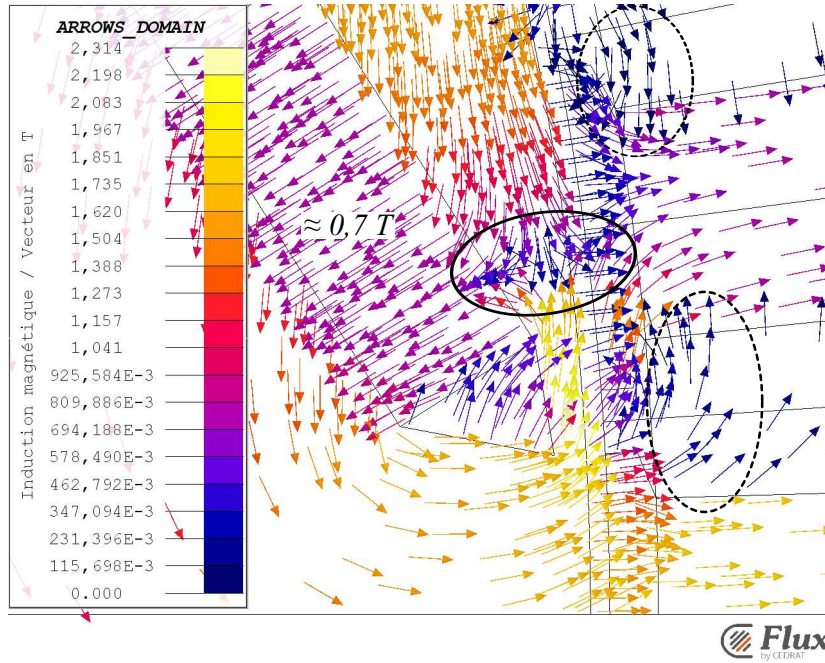 ARROWS_DOMAIN
2,314
2,198
2,083
1,967
1,851
1,735
1,620
1,504
1,388
1,273
1,157
1,041
925,584E-3
809,886E-3
694,188E-3
578,490E-3
462,792E-3
347,094E-3
231,396E-3
115,698E-3
0.000
Induction magnétique / Vecteur en T
≈ 0,7 T
Flux
by CEDRAT